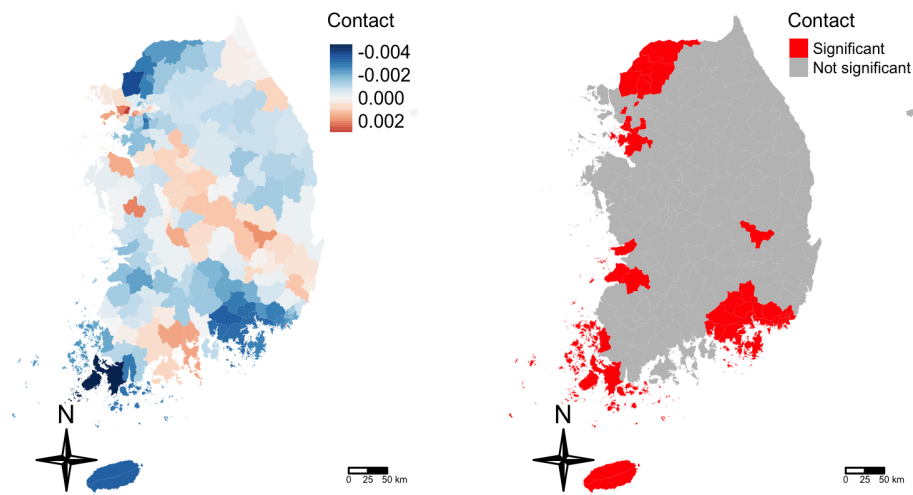 Contact
-0.004
-0.002
0.000
0.002
N
0 25 50 km
Contact
Significant
Not significant
N
0 25 50 km